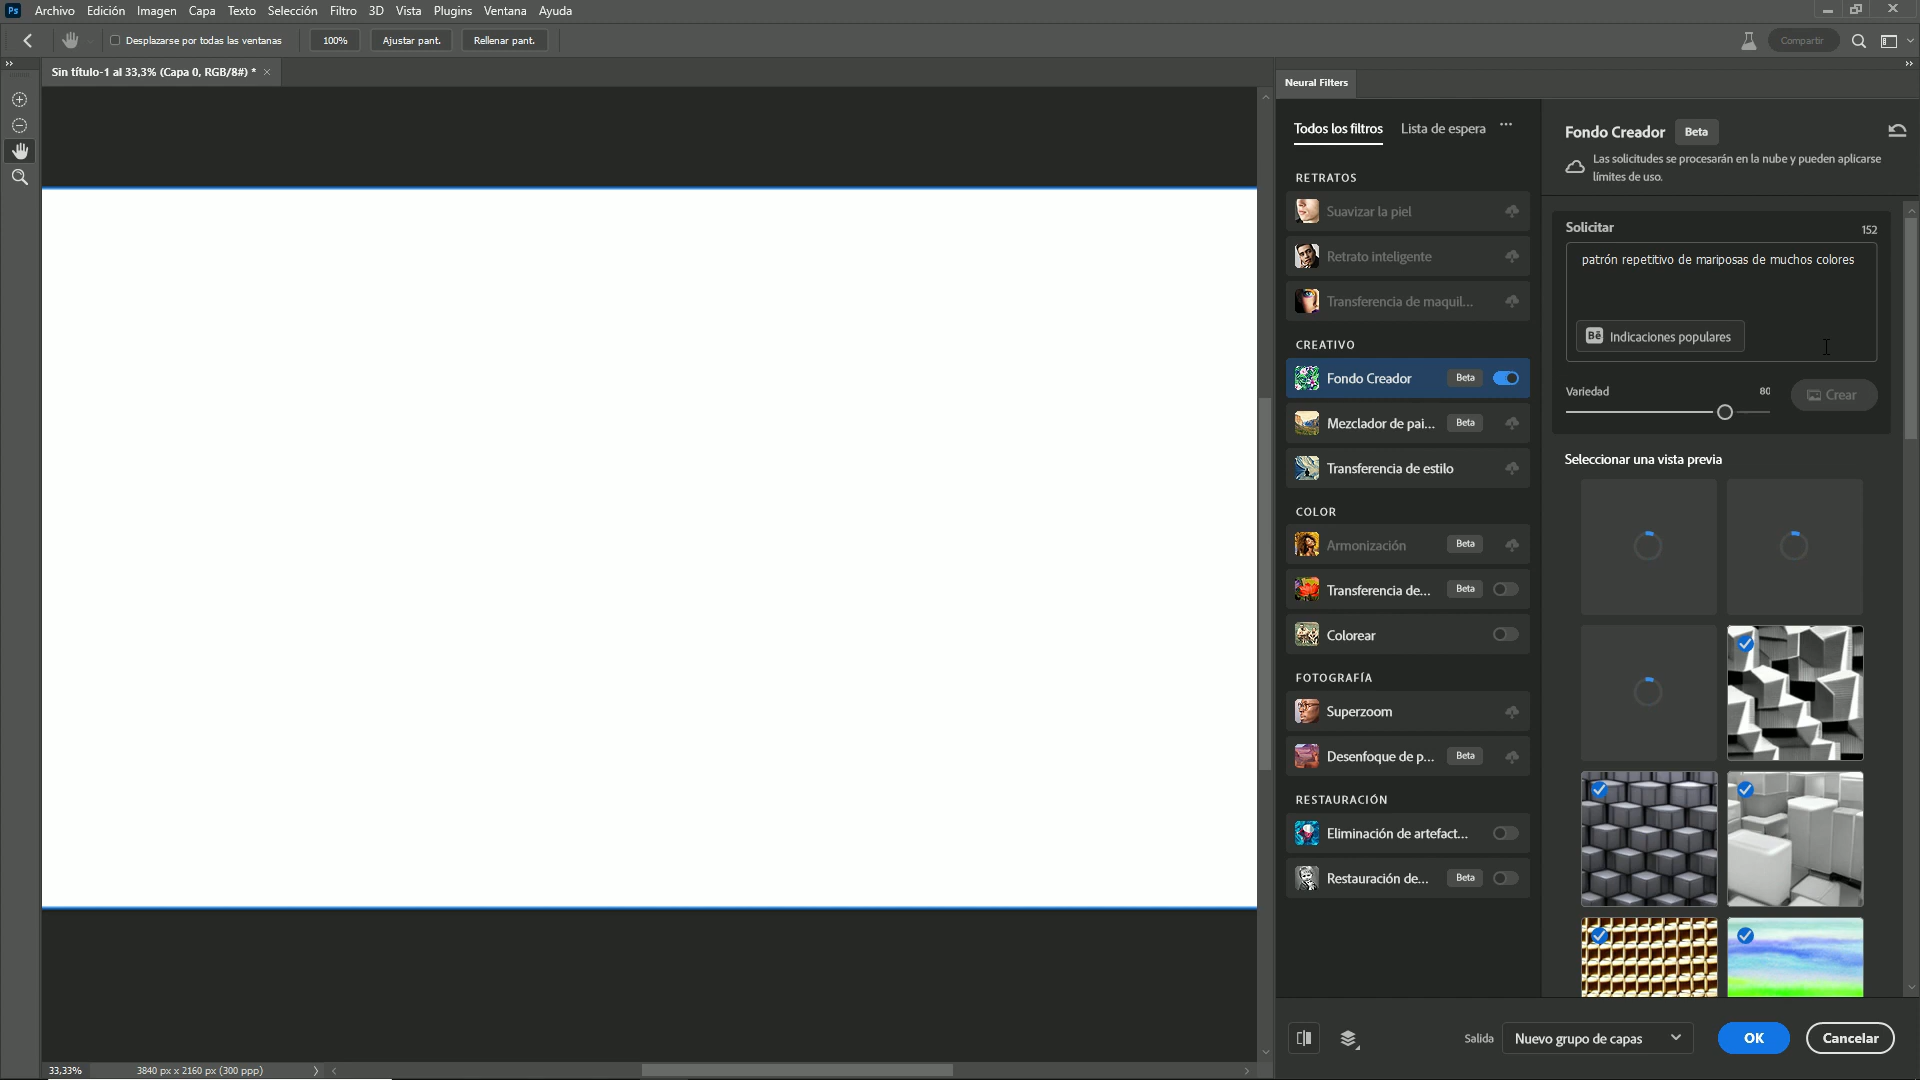 Ps Archivo Edición Imagen Capa Texto Selección Filtro 3D Vista Plugins Ventana Ayuda
Desplazarse por todas las ventanas 100% Ajustar pant. Rellenar pant. Compartir
Sin título-1 al 33,3% (Capa 0, RGB/8#) * ×
Neural Filters
Todos los filtros Lista de espera ...
RETRATOS
Suavizar la piel
Retrato inteligente
Transferencia de maquil...
CREATIVO
Fondo Creador Beta
Mezclador de pai... Beta
Transferencia de estilo
COLOR
Armonización Beta
Transferencia de... Beta
Colorear
FOTOGRAFÍA
Superzoom
Desenfoque de p... Beta
RESTAURACIÓN
Eliminación de artefact...
Restauración de... Beta
Fondo Creador Beta
Las solicitudes se procesarán en la nube y pueden aplicarse
límites de uso.
Solicitar 152
patrón repetitivo de mariposas de muchos colores
Bē Indicaciones populares
Variedad 80 Crear
Seleccionar una vista previa
Salida Nuevo grupo de capas OK Cancelar
33,33% 3840 px x 2160 px (300 ppp)